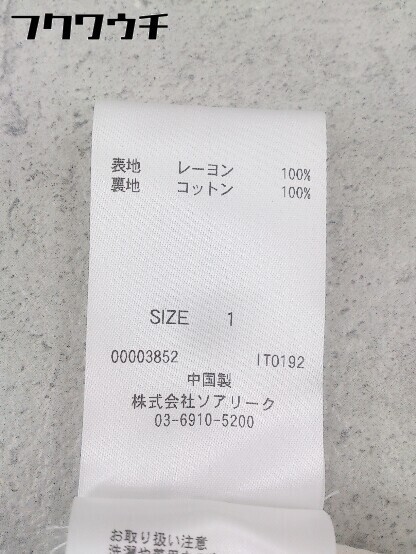 フクワウチ
表地 レーヨン 100%
裏地 コットン 100%
SIZE 1
00003852 IT0192
中国製
株式会社ソアリーク
03-6910-5200
お取り扱い注意